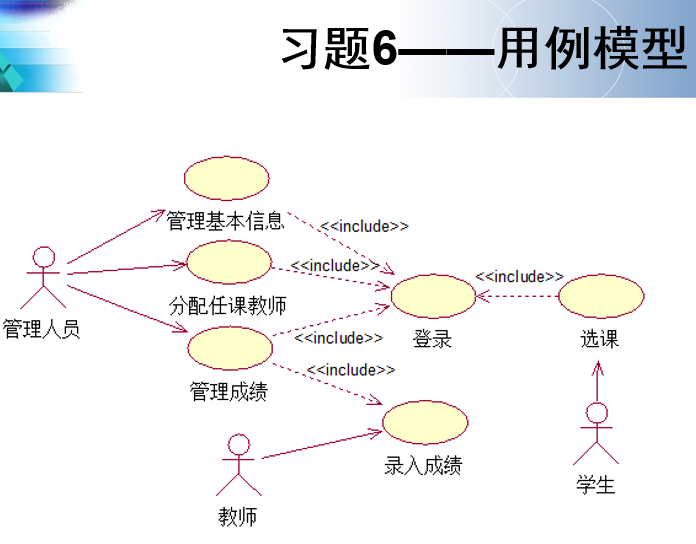 习题6——用例模型
管理基本信息
<<include>>
<<include>>
<<include>>
分配任课教师
管理人员
<<include>>
登录
选课
<<include>>
管理成绩
录入成绩
学生
教师